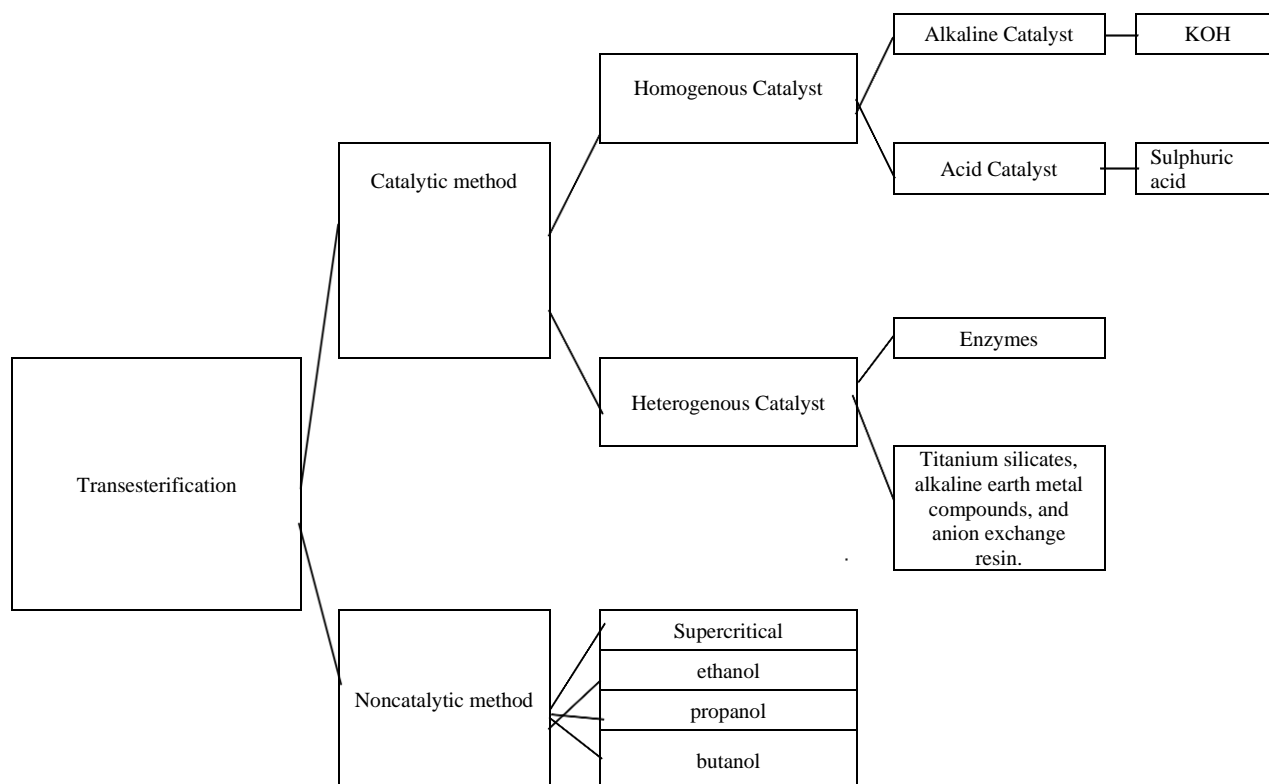 Alkaline Catalyst
KOH
Homogenous Catalyst
Acid Catalyst
Sulphuric
acid
Catalytic method
Enzymes
Heterogenous Catalyst
Titanium silicates,
alkaline earth metal
compounds, and
anion exchange
resin.
Transesterification
.
Noncatalytic method
Supercritical
ethanol
propanol
butanol